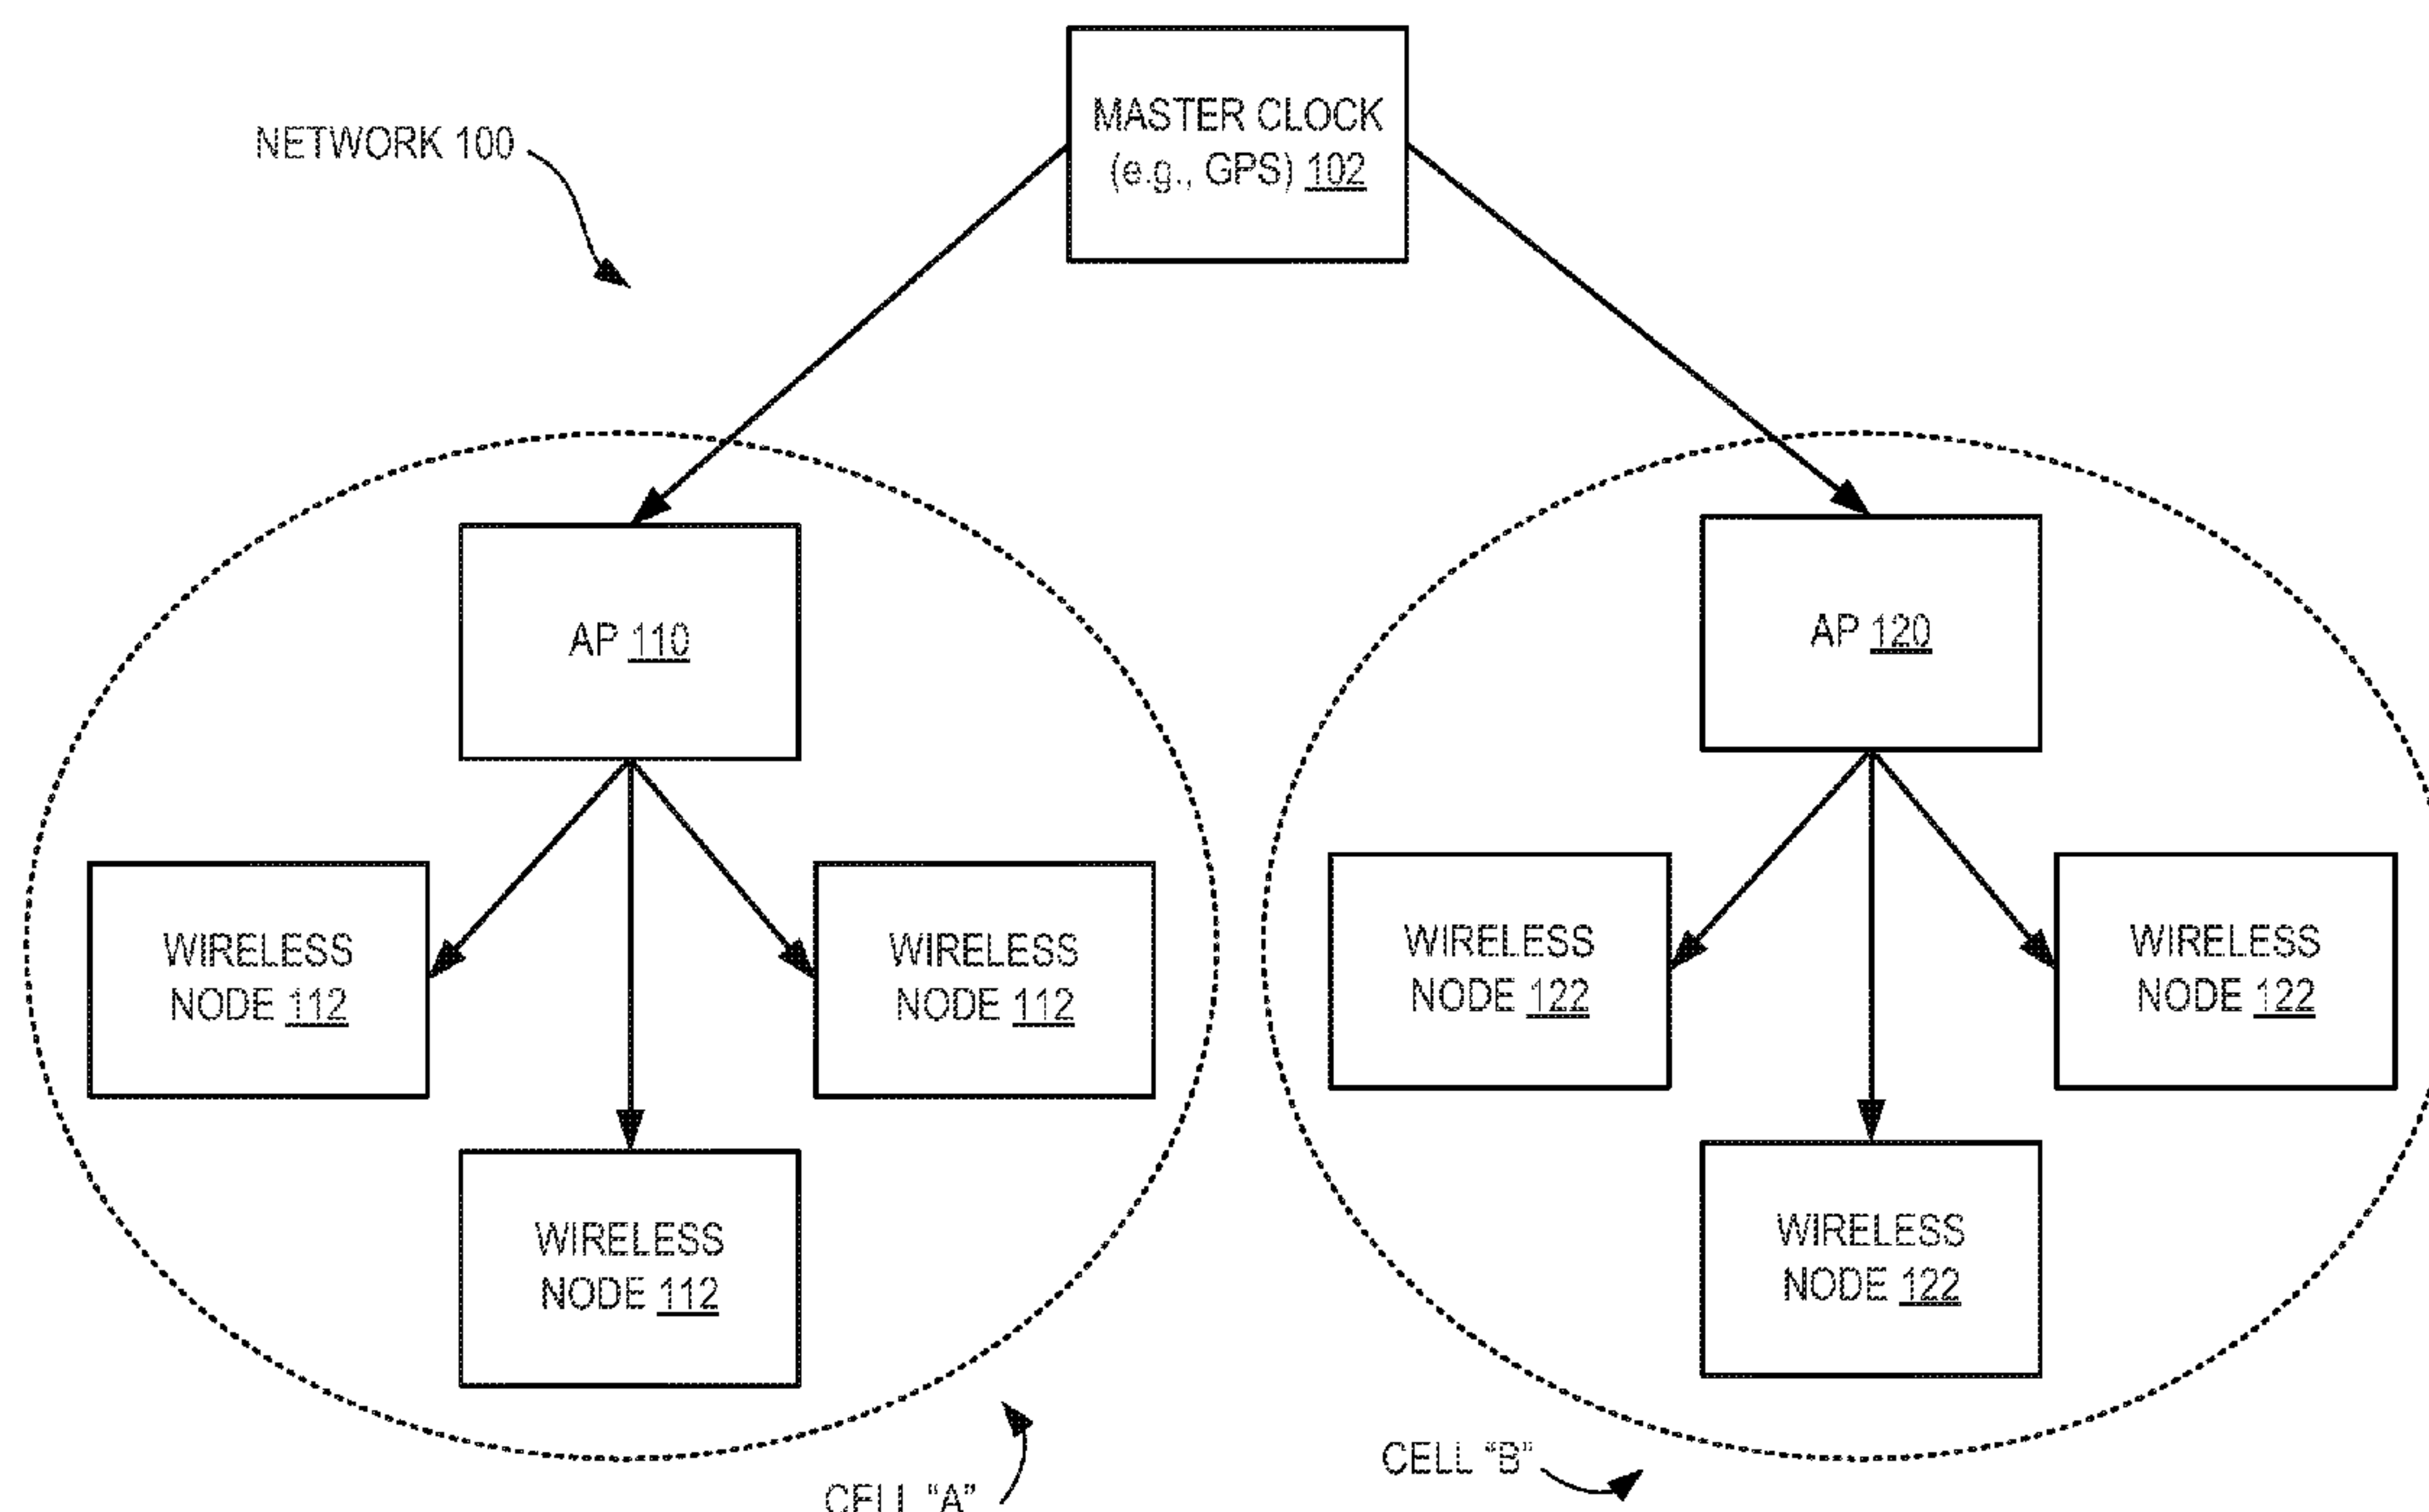 NETWORK 100
MASTER CLOCK
(e.g., GPS) 102
AP 110
AP 120
WIRELESS
NODE 112
WIRELESS
NODE 112
WIRELESS
NODE 122
WIRELESS
NODE 122
WIRELESS
NODE 112
WIRELESS
NODE 122
CELL "A"
CELL "B"